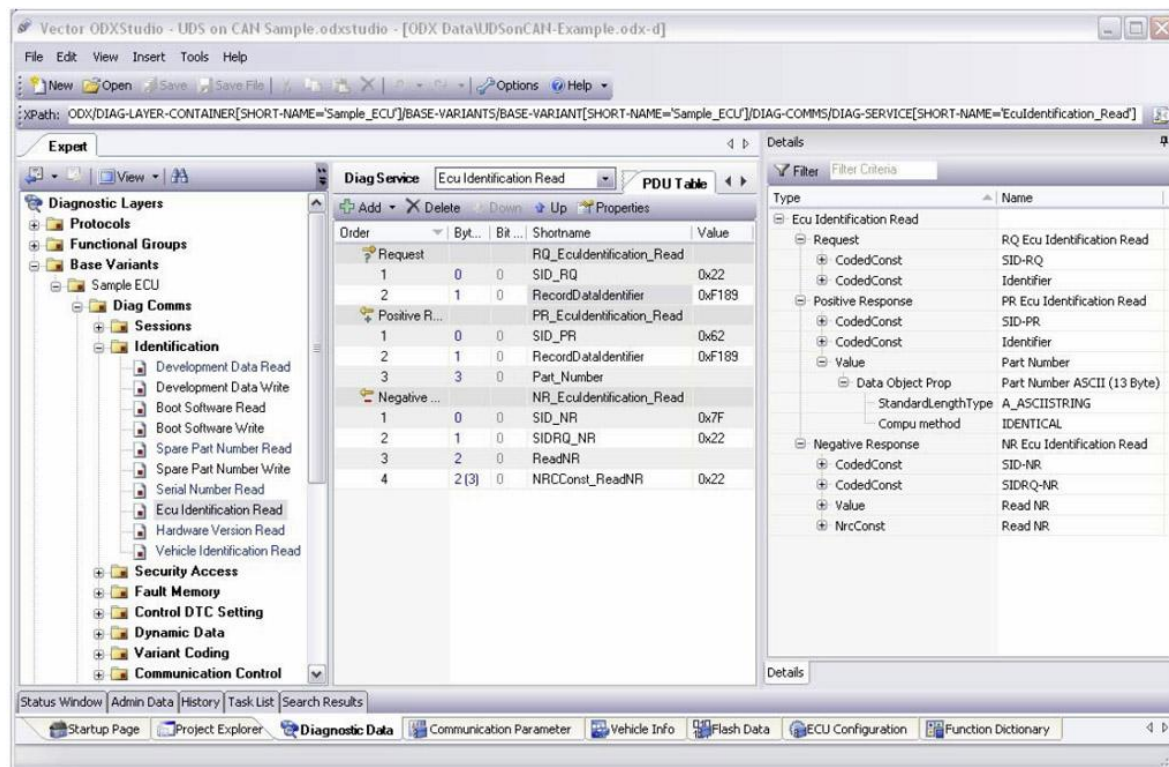 Vector ODXStudio - UDS on CAN Sample.odxstudio - [ODX Data\UDSonCAN-Example.odx-d]
File Edit View Insert Tools Help
New Open Save Save File Options Help
XPath: ODX/DIAG-LAYER-CONTAINER[SHORT-NAME='Sample_ECU']/BASE-VARIANTS/BASE-VARIANT[SHORT-NAME='Sample_ECU']/DIAG-COMMS/DIAG-SERVICE[SHORT-NAME='EcuIdentification_Read']
Expert
View
Diagnostic Layers
Protocols
Functional Groups
Base Variants
Sample ECU
Diag Comms
Sessions
Identification
Development Data Read
Development Data Write
Boot Software Read
Boot Software Write
Spare Part Number Read
Spare Part Number Write
Serial Number Read
Ecu Identification Read
Hardware Version Read
Vehicle Identification Read
Security Access
Fault Memory
Control DTC Setting
Dynamic Data
Variant Coding
Communication Control
Diag Service Ecu Identification Read PDU Table
Add Delete Down Up Properties
Order Byt... Bit ... Shortname Value
Request RQ_EcuIdentification_Read
1 0 0 SID_RQ 0x22
2 1 0 RecordDataIdentifier 0xF189
Positive R... PR_EcuIdentification_Read
1 0 0 SID_PR 0x62
2 1 0 RecordDataIdentifier 0xF189
3 3 0 Part_Number
Negative ... NR_EcuIdentification_Read
1 0 0 SID_NR 0x7F
2 1 0 SIDRQ_NR 0x22
3 2 0 ReadNR
4 2 (3) 0 NRCConst_ReadNR 0x22
Details
Filter Filter Criteria
Type Name
Ecu Identification Read
Request RQ Ecu Identification Read
CodedConst SID-RQ
CodedConst Identifier
Positive Response PR Ecu Identification Read
CodedConst SID-PR
CodedConst Identifier
Value Part Number
Data Object Prop Part Number ASCII (13 Byte)
StandardLengthType A_ASCIISTRING
Compu method IDENTICAL
Negative Response NR Ecu Identification Read
CodedConst SID-NR
CodedConst SIDRQ-NR
Value Read NR
NrcConst Read NR
Details
Status Window Admin Data History Task List Search Results
Startup Page Project Explorer Diagnostic Data Communication Parameter Vehicle Info Flash Data ECU Configuration Function Dictionary